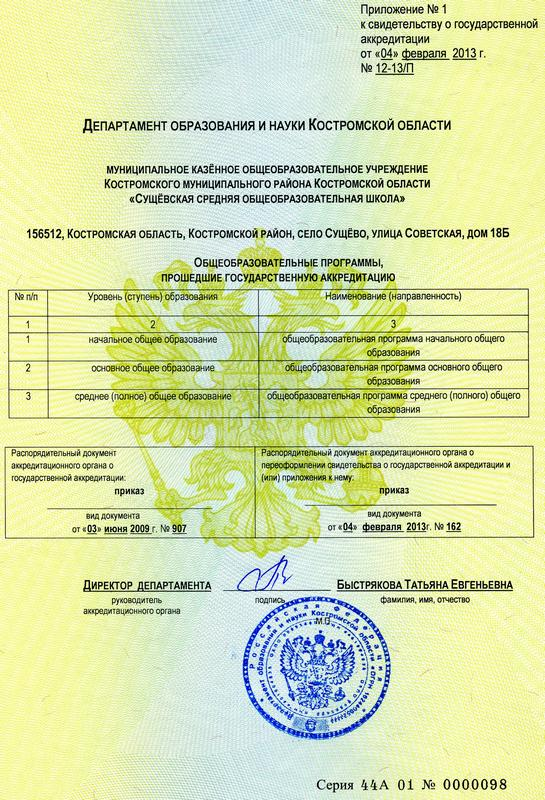 Приложение № 1
к свидетельству о государственной
аккредитации
от «04» февраля 2013 г.
№ 12-13/П
Департамент образования и науки Костромской области
муниципальное казённое общеобразовательное учреждение
Костромского муниципального района Костромской области
«Сущёвская средняя общеобразовательная школа»
156512, Костромская область, Костромской район, село Сущёво, улица Советская, дом 18Б
Общеобразовательные программы,
прошедшие государственную аккредитацию
№ п/п Уровень (ступень) образования Наименование (направленность)
1 2 3
1 начальное общее образование общеобразовательная программа начального общего
образования
2 основное общее образование общеобразовательная программа основного общего
образования
3 среднее (полное) общее образование общеобразовательная программа среднего (полного) общего
образования
Распорядительный документ
аккредитационного органа о
государственной аккредитации:
приказ
вид документа
от «03» июня 2009 г. № 907
Распорядительный документ аккредитационного органа о
переоформлении свидетельства о государственной аккредитации и
(или) приложения к нему:
приказ
вид документа
от «04» февраля 2013г. № 162
Директор департамента Быстрякова Татьяна Евгеньевна
руководитель подпись фамилия, имя, отчество
аккредитационного органа
М.П.
Российская Федерация
Департамент образования и науки Костромской области
Серия 44А 01 № 0000098